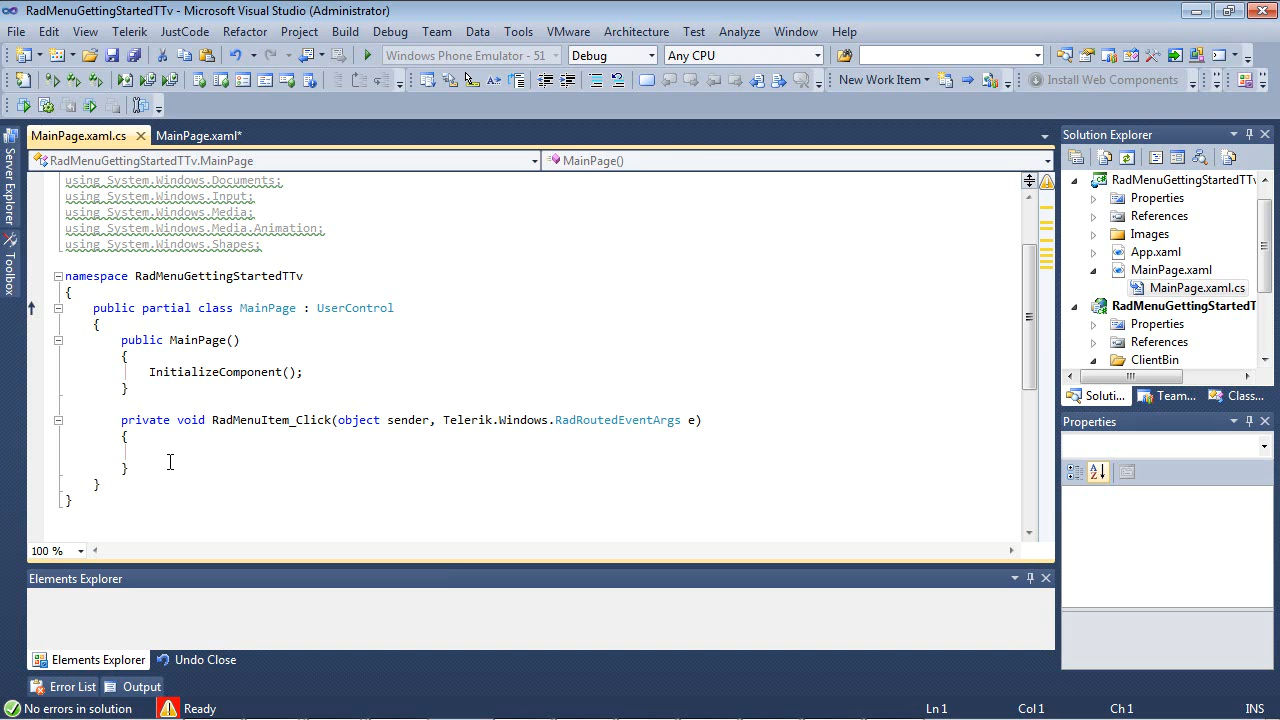 RadMenuGettingStartedTTv - Microsoft Visual Studio (Administrator)
File Edit View Telerik JustCode Refactor Project Build Debug Team Data Tools VMware Architecture Test Analyze Window Help
Windows Phone Emulator - 51 Debug Any CPU
New Work Item Install Web Components
MainPage.xaml.cs MainPage.xaml*
Solution Explorer
RadMenuGettingStartedTTv.MainPage MainPage()
Server Explorer
Toolbox
using System.Windows.Documents;
using System.Windows.Input;
using System.Windows.Media;
using System.Windows.Media.Animation;
using System.Windows.Shapes;
namespace RadMenuGettingStartedTTv
{
public partial class MainPage : UserControl
{
public MainPage()
{
InitializeComponent();
}
private void RadMenuItem_Click(object sender, Telerik.Windows.RadRoutedEventArgs e)
{
}
}
}
100 %
RadMenuGettingStartedTTv
Properties
References
Images
App.xaml
MainPage.xaml
MainPage.xaml.cs
RadMenuGettingStartedT
Properties
References
ClientBin
Soluti... Team... Class...
Properties
Elements Explorer
Elements Explorer Undo Close
Error List Output
No errors in solution Ready Ln 1 Col 1 Ch 1 INS